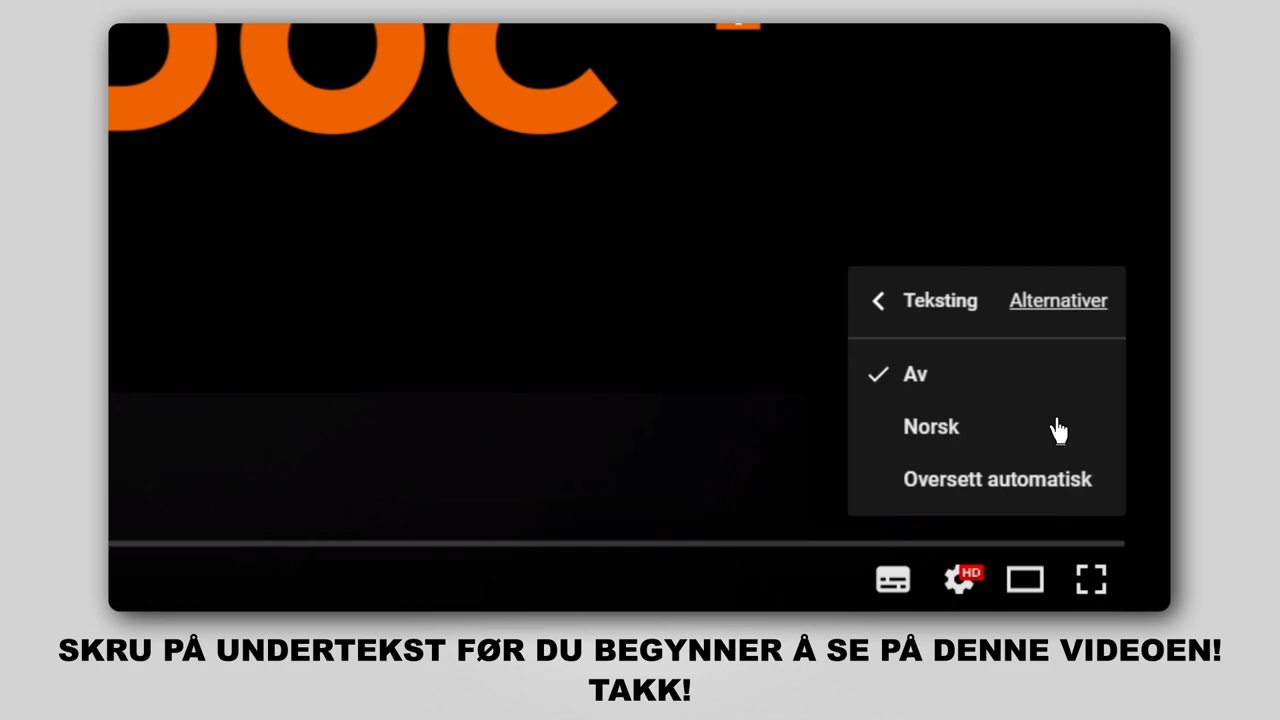 Teksting Alternativer
Av
Norsk
Oversett automatisk
HD
SKRU PÅ UNDERTEKST FØR DU BEGYNNER Å SE PÅ DENNE VIDEOEN!
TAKK!